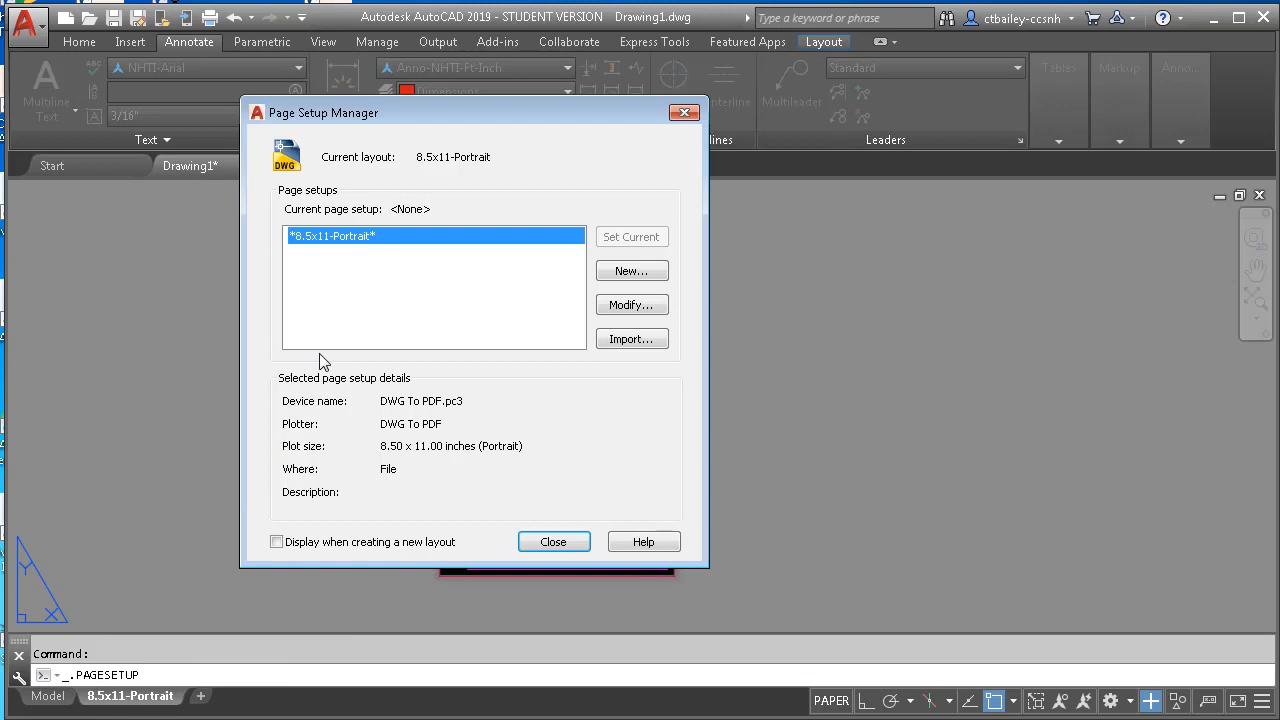 Autodesk AutoCAD 2019 - STUDENT VERSION Drawing1.dwg
Type a keyword or phrase
ctbailey-ccsnh
Home Insert Annotate Parametric View Manage Output Add-ins Collaborate Express Tools Featured Apps Layout
Multiline
Text
NHTI-Arial
3/16"
Text
Anno-NHTI-Ft-Inch
Dimensions
Multileader
Standard
Leaders
Tables
Markup
Anno...
Start
Drawing1*
Page Setup Manager
DWG
Current layout: 8.5x11-Portrait
Page setups
Current page setup: <None>
*8.5x11-Portrait*
Set Current
New...
Modify...
Import...
Selected page setup details
Device name: DWG To PDF.pc3
Plotter: DWG To PDF
Plot size: 8.50 x 11.00 inches (Portrait)
Where: File
Description:
Display when creating a new layout
Close
Help
Y
X
Command:
_.PAGESETUP
Model
8.5x11-Portrait
PAPER